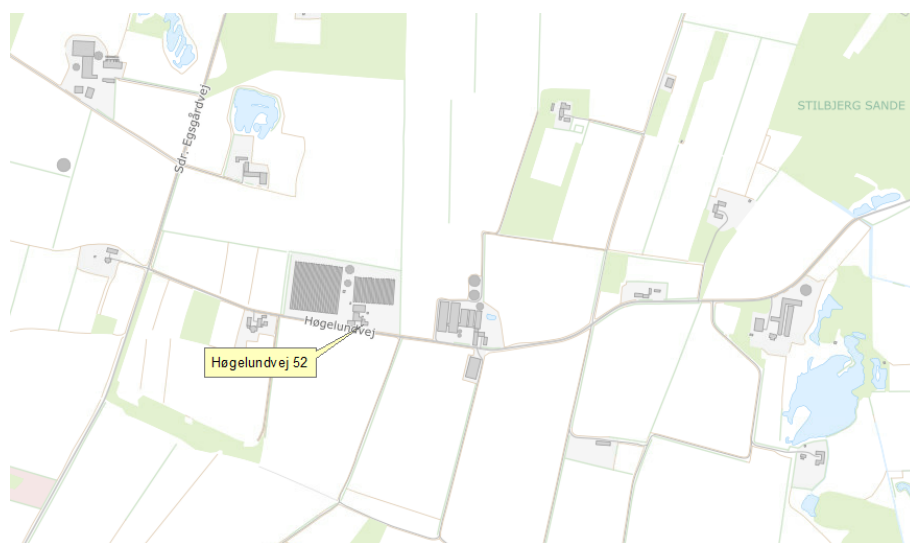 Sdr. Egsgårdvej
STILBJERG SANDE
Høgelundvej
Høgelundvej 52